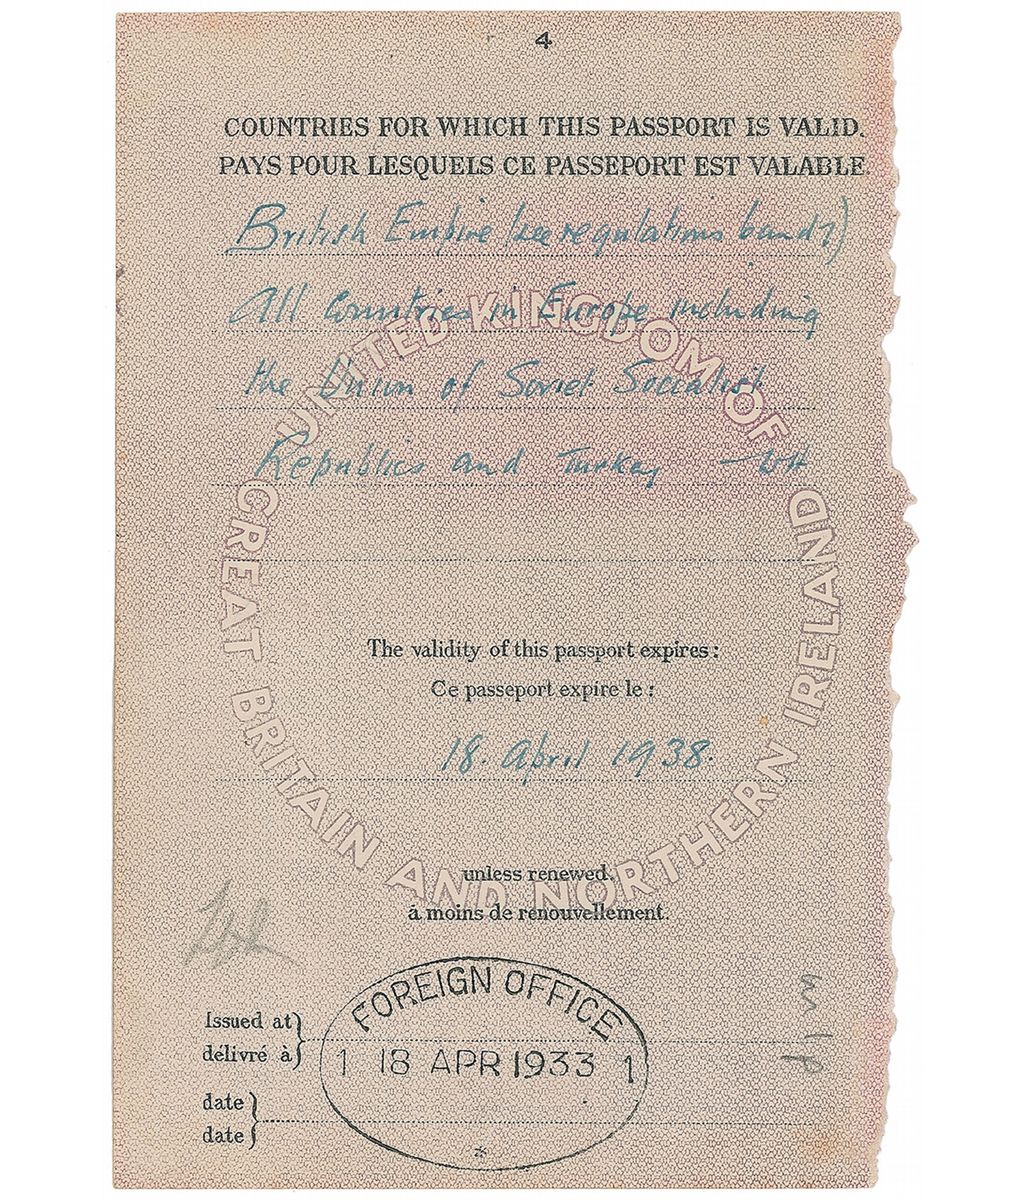 4
COUNTRIES FOR WHICH THIS PASSPORT IS VALID.
PAYS POUR LESQUELS CE PASSEPORT EST VALABLE
British Empire (see regulations 6 and 7)
All Countries in Europe including
the Union of Soviet Socialist
Republics and Turkey
UNITED KINGDOM OF
GREAT BRITAIN AND NORTHERN IRELAND
The validity of this passport expires:
Ce passeport expire le:
18. April 1938.
unless renewed.
à moins de renouvellement.
FOREIGN OFFICE
Issued at
délivré à
1 18 APR 1933 1
date
date